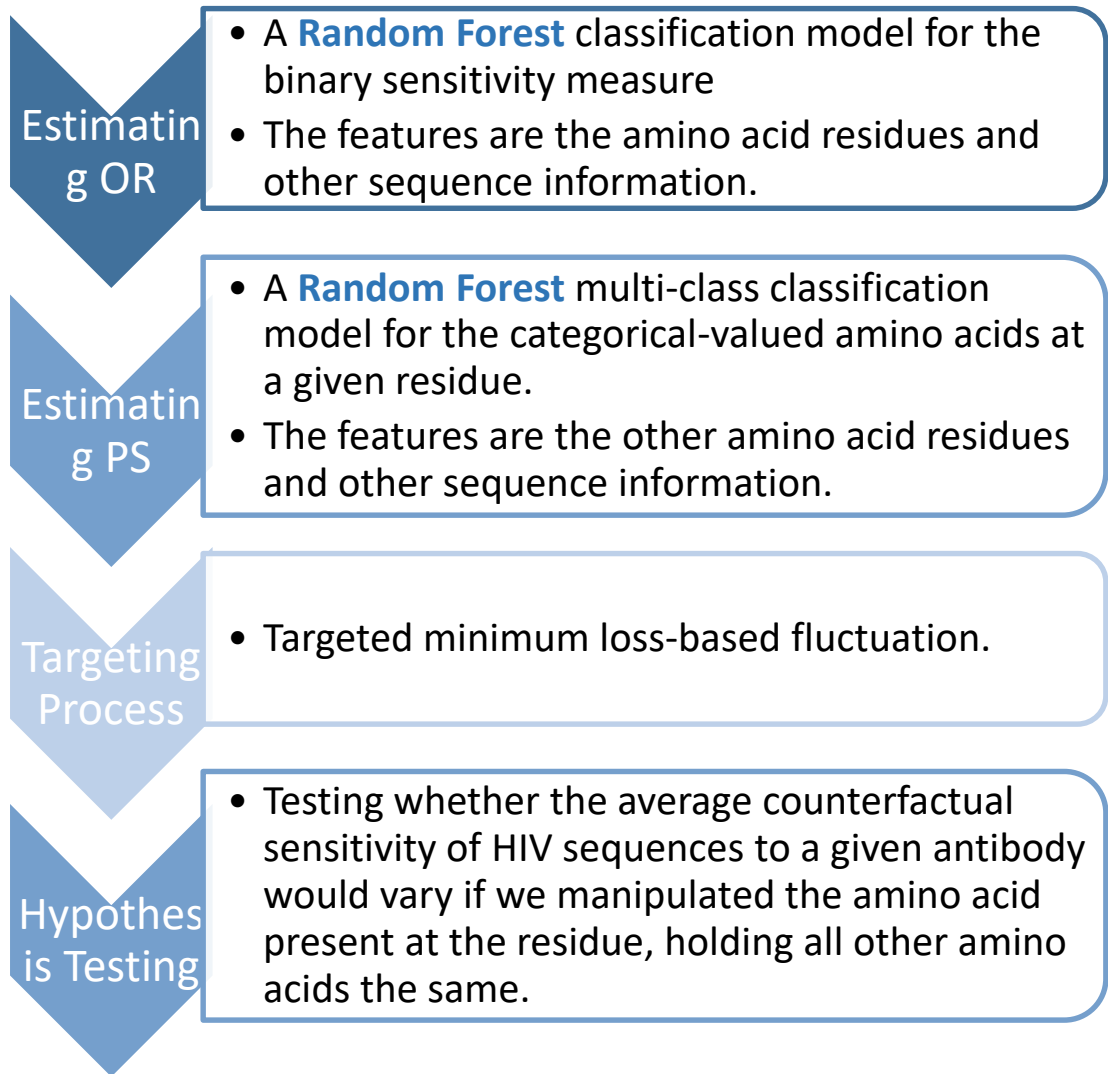 Estimatin
g OR
• A Random Forest classification model for the
binary sensitivity measure
• The features are the amino acid residues and
other sequence information.
Estimatin
g PS
• A Random Forest multi-class classification
model for the categorical-valued amino acids at
a given residue.
• The features are the other amino acid residues
and other sequence information.
Targeting
Process
• Targeted minimum loss-based fluctuation.
Hypothes
is Testing
• Testing whether the average counterfactual
sensitivity of HIV sequences to a given antibody
would vary if we manipulated the amino acid
present at the residue, holding all other amino
acids the same.